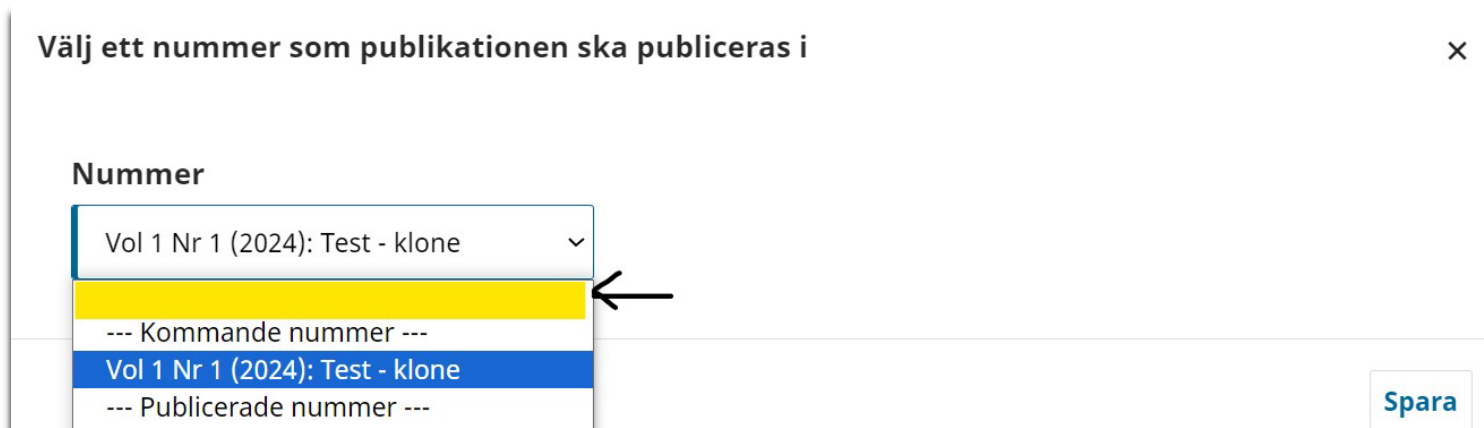 Välj ett nummer som publikationen ska publiceras i
×
Nummer
Vol 1 Nr 1 (2024): Test - klone
--- Kommande nummer ---
Vol 1 Nr 1 (2024): Test - klone
--- Publicerade nummer ---
Spara